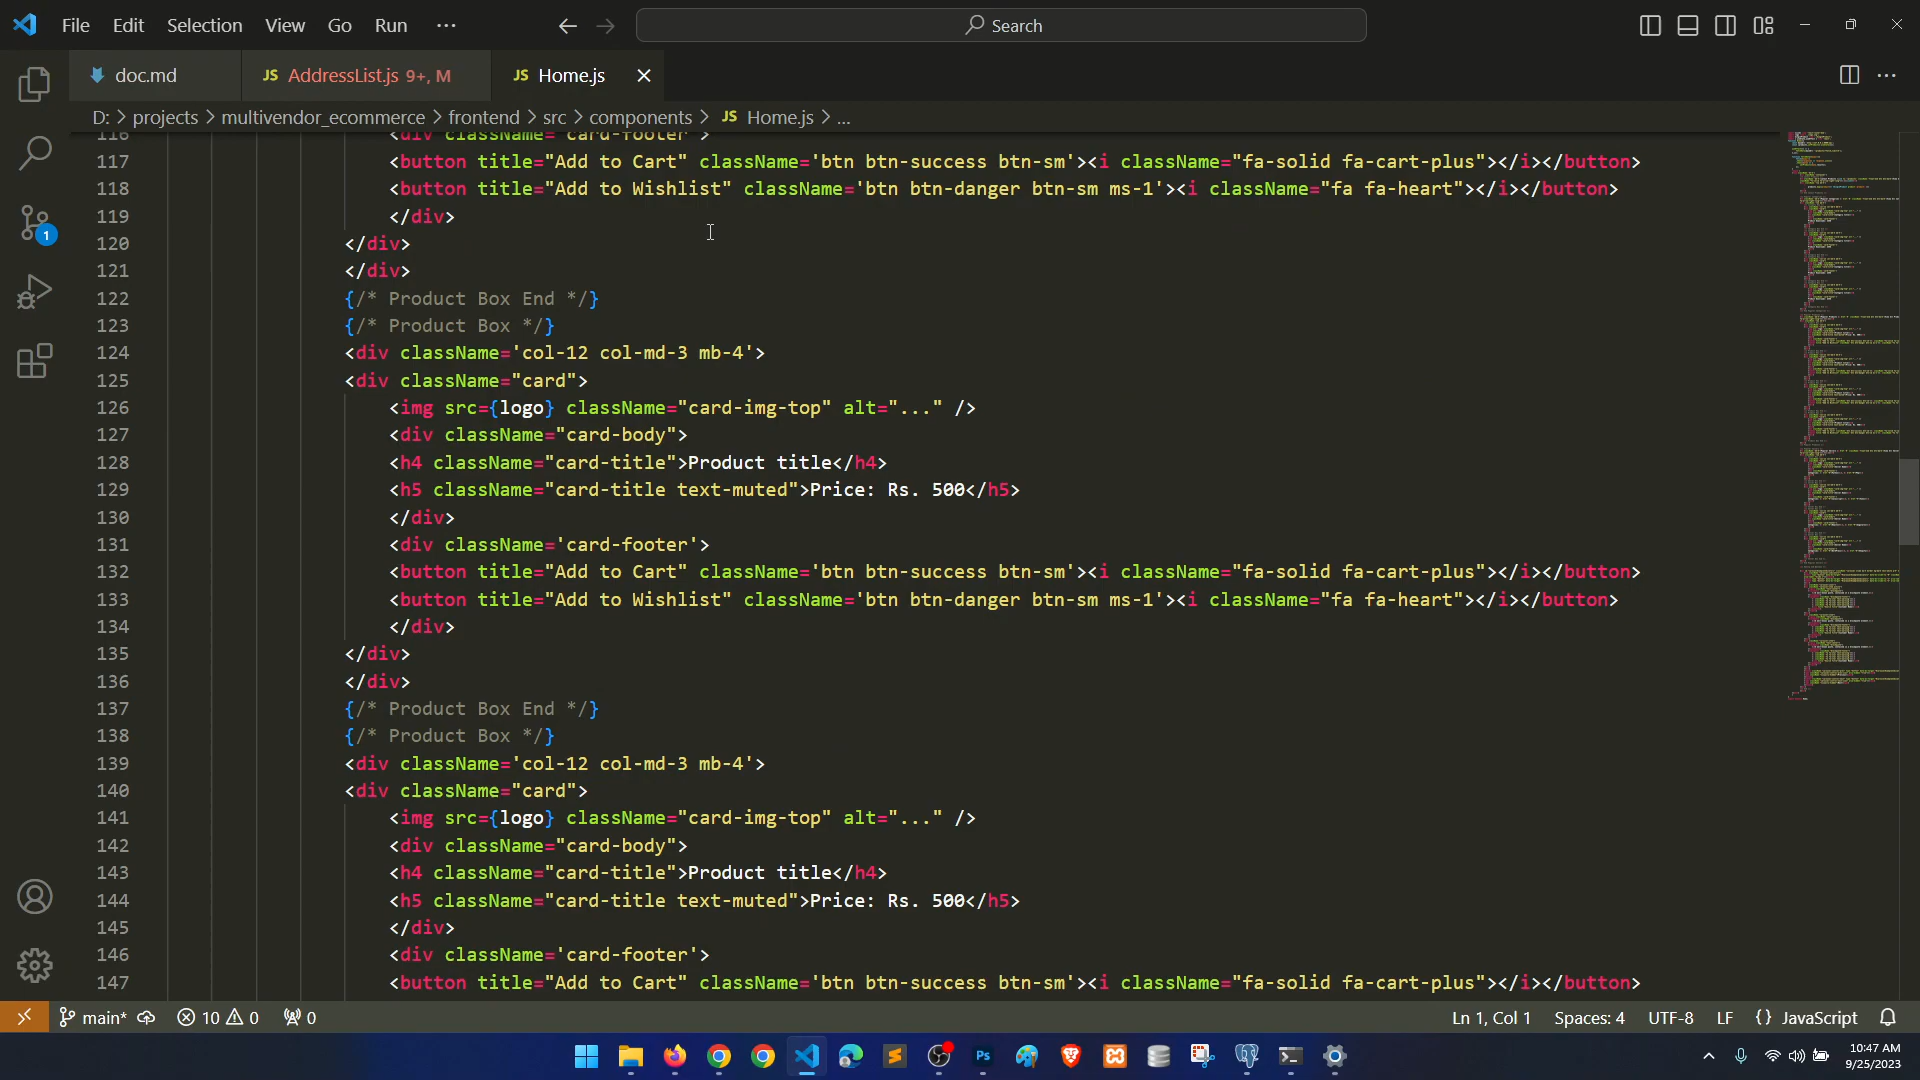 File Edit Selection View Go Run ···
Search
doc.md
JS AddressList.js 9+, M
JS Home.js
D: > projects > multivendor_ecommerce > frontend > src > components > JS Home.js > ...
116 <div className='card-footer'>
117 <button title="Add to Cart" className='btn btn-success btn-sm'><i className="fa-solid fa-cart-plus"></i></button>
118 <button title="Add to Wishlist" className='btn btn-danger btn-sm ms-1'><i className="fa fa-heart"></i></button>
119 </div>
120 </div>
121 </div>
122 {/* Product Box End */}
123 {/* Product Box */}
124 <div className='col-12 col-md-3 mb-4'>
125 <div className="card">
126 <img src={logo} className="card-img-top" alt="..." />
127 <div className="card-body">
128 <h4 className="card-title">Product title</h4>
129 <h5 className="card-title text-muted">Price: Rs. 500</h5>
130 </div>
131 <div className='card-footer'>
132 <button title="Add to Cart" className='btn btn-success btn-sm'><i className="fa-solid fa-cart-plus"></i></button>
133 <button title="Add to Wishlist" className='btn btn-danger btn-sm ms-1'><i className="fa fa-heart"></i></button>
134 </div>
135 </div>
136 </div>
137 {/* Product Box End */}
138 {/* Product Box */}
139 <div className='col-12 col-md-3 mb-4'>
140 <div className="card">
141 <img src={logo} className="card-img-top" alt="..." />
142 <div className="card-body">
143 <h4 className="card-title">Product title</h4>
144 <h5 className="card-title text-muted">Price: Rs. 500</h5>
145 </div>
146 <div className='card-footer'>
147 <button title="Add to Cart" className='btn btn-success btn-sm'><i className="fa-solid fa-cart-plus"></i></button>
1
main* 10 0 0 Ln 1, Col 1 Spaces: 4 UTF-8 LF {} JavaScript
Ps
10:47 AM
9/25/2023